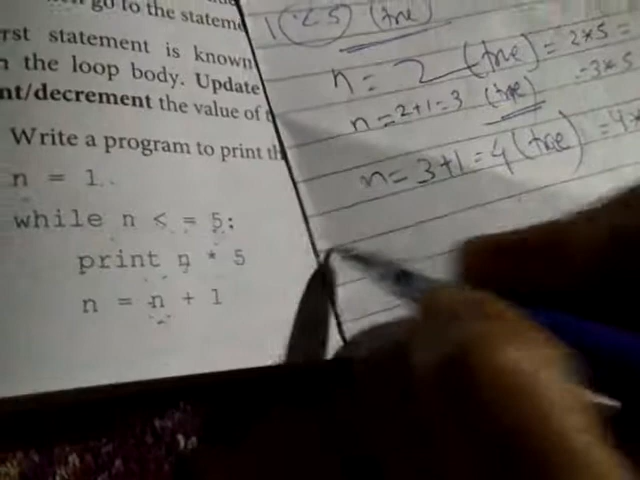 go to the stateme
rst statement is known
the loop body. Update
nt/decrement the value of
Write a program to print th
n = 1
while n < = 5:
print n * 5
n = n + 1
1 < 5 (true)
n = 2 (true) = 2*5 =
n = 2+1 = 3 (true) = 3*5
n = 3+1 = 4 (true) = 4*